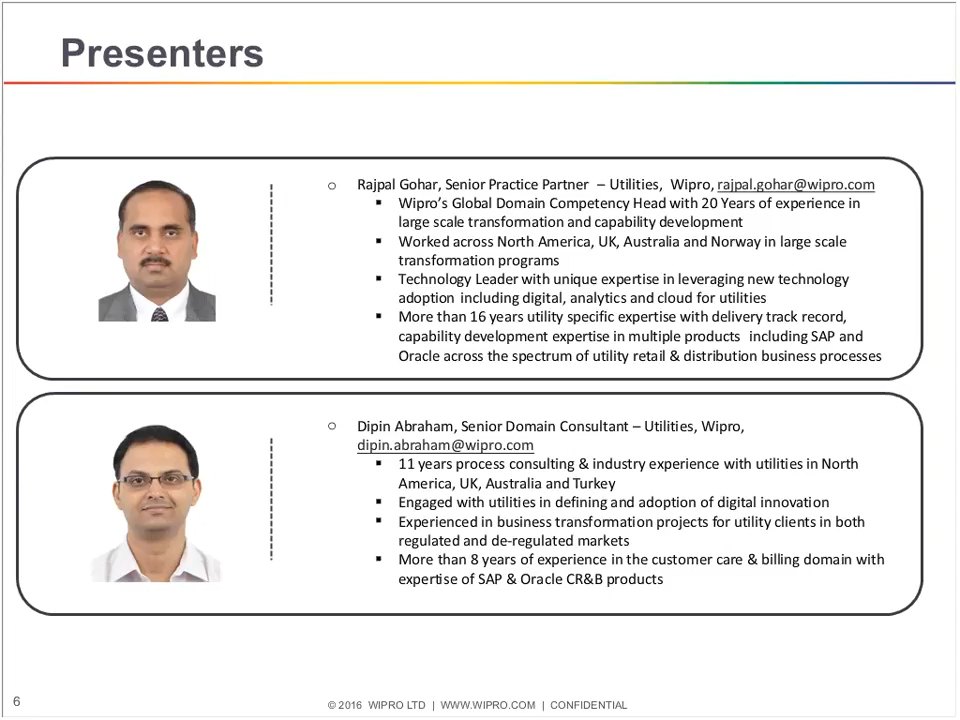 Presenters
○ Rajpal Gohar, Senior Practice Partner – Utilities, Wipro, rajpal.gohar@wipro.com
▪ Wipro’s Global Domain Competency Head with 20 Years of experience in
large scale transformation and capability development
▪ Worked across North America, UK, Australia and Norway in large scale
transformation programs
▪ Technology Leader with unique expertise in leveraging new technology
adoption including digital, analytics and cloud for utilities
▪ More than 16 years utility specific expertise with delivery track record,
capability development expertise in multiple products including SAP and
Oracle across the spectrum of utility retail & distribution business processes
○ Dipin Abraham, Senior Domain Consultant – Utilities, Wipro,
dipin.abraham@wipro.com
▪ 11 years process consulting & industry experience with utilities in North
America, UK, Australia and Turkey
▪ Engaged with utilities in defining and adoption of digital innovation
▪ Experienced in business transformation projects for utility clients in both
regulated and de-regulated markets
▪ More than 8 years of experience in the customer care & billing domain with
expertise of SAP & Oracle CR&B products
6
© 2016 WIPRO LTD | WWW.WIPRO.COM | CONFIDENTIAL